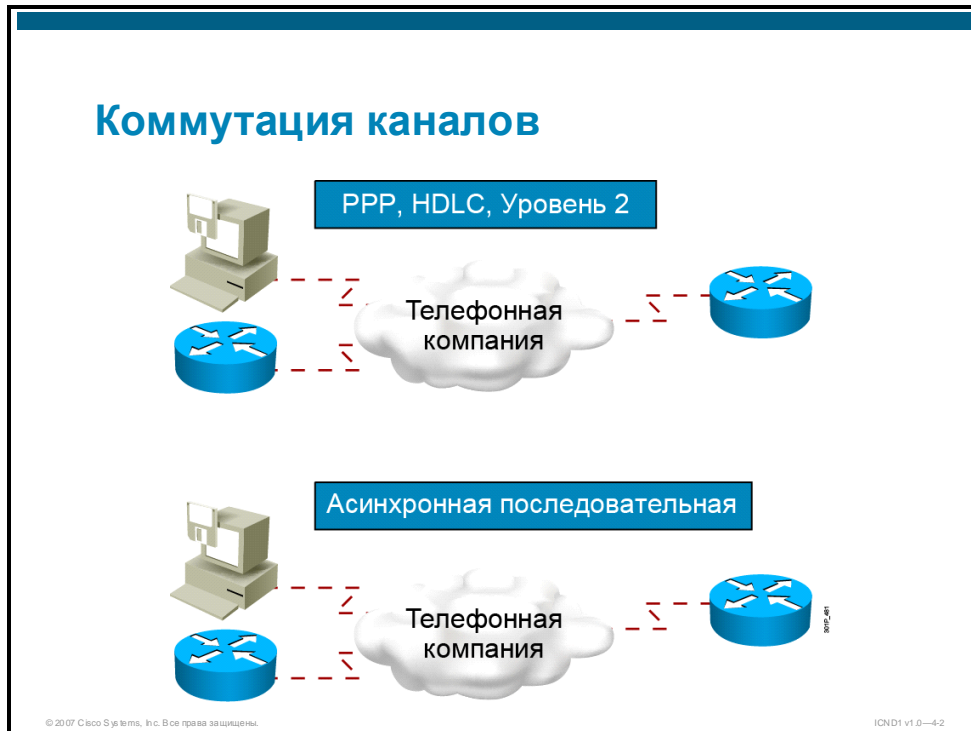 Коммутация каналов
PPP, HDLC, Уровень 2
Телефонная
компания
Асинхронная последовательная
Телефонная
компания
301P_461
© 2007 Cisco Systems, Inc. Все права защищены.
ICND1 v1.0—4-2